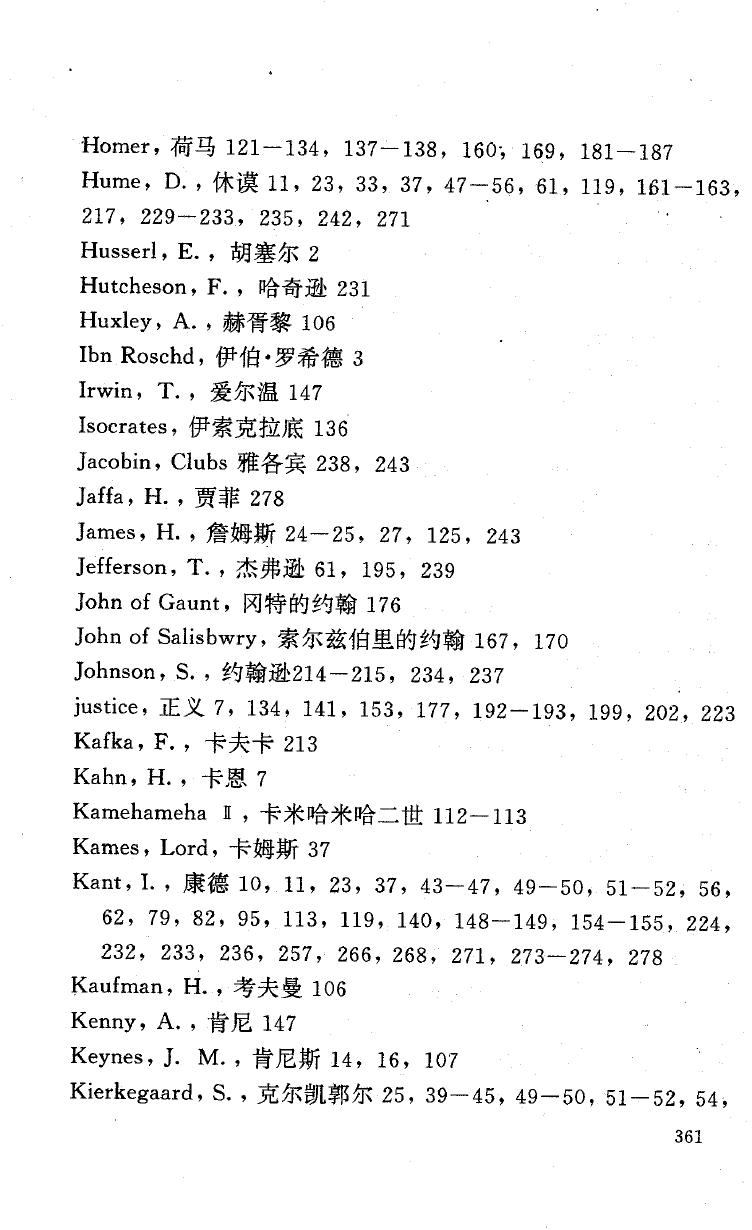 Homer，荷马 121—134，137—138，160，169，181—187
Hume，D.，休谟 11，23，33，37，47—56，61，119，161—163，
217，229—233，235，242，271
Husserl，E.，胡塞尔 2
Hutcheson，F.，哈奇逊 231
Huxley，A.，赫胥黎 106
Ibn Roschd，伊伯·罗希德 3
Irwin，T.，爱尔温 147
Isocrates，伊索克拉底 136
Jacobin，Clubs 雅各宾 238，243
Jaffa，H.，贾菲 278
James，H.，詹姆斯 24—25，27，125，243
Jefferson，T.，杰弗逊 61，195，239
John of Gaunt，冈特的约翰 176
John of Salisbwry，索尔兹伯里的约翰 167，170
Johnson，S.，约翰逊214—215，234，237
justice，正义 7，134，141，153，177，192—193，199，202，223
Kafka，F.，卡夫卡 213
Kahn，H.，卡恩 7
Kamehameha Ⅱ，卡米哈米哈二世 112—113
Kames，Lord，卡姆斯 37
Kant，I.，康德 10，11，23，37，43—47，49—50，51—52，56，
62，79，82，95，113，119，140，148—149，154—155，224，
232，233，236，257，266，268，271，273—274，278
Kaufman，H.，考夫曼 106
Kenny，A.，肯尼 147
Keynes，J. M.，肯尼斯 14，16，107
Kierkegaard，S.，克尔凯郭尔 25，39—45，49—50，51—52，54，
361